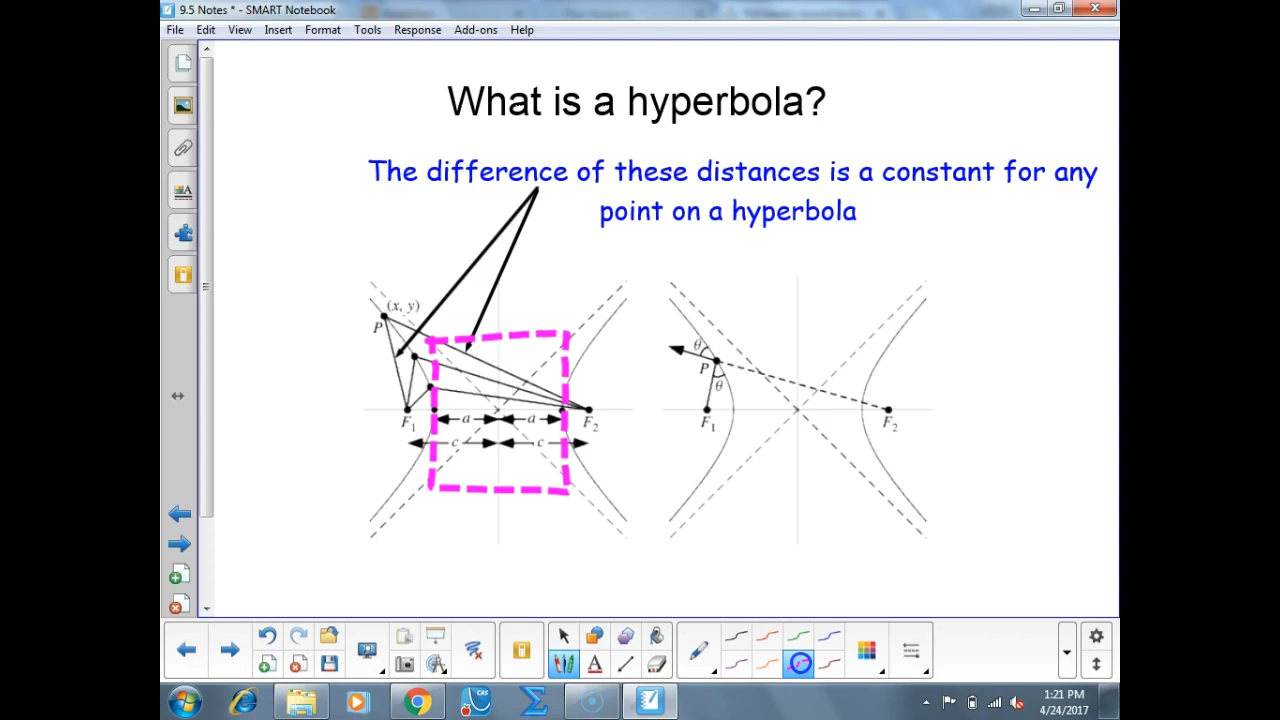 9.5 Notes * - SMART Notebook
File Edit View Insert Format Tools Response Add-ons Help
What is a hyperbola?
The difference of these distances is a constant for any
point on a hyperbola
(x, y)
P
F1
a
a
F2
c
c
θ
P
θ
F1
F2
A
A
CAS
1:21 PM
4/24/2017